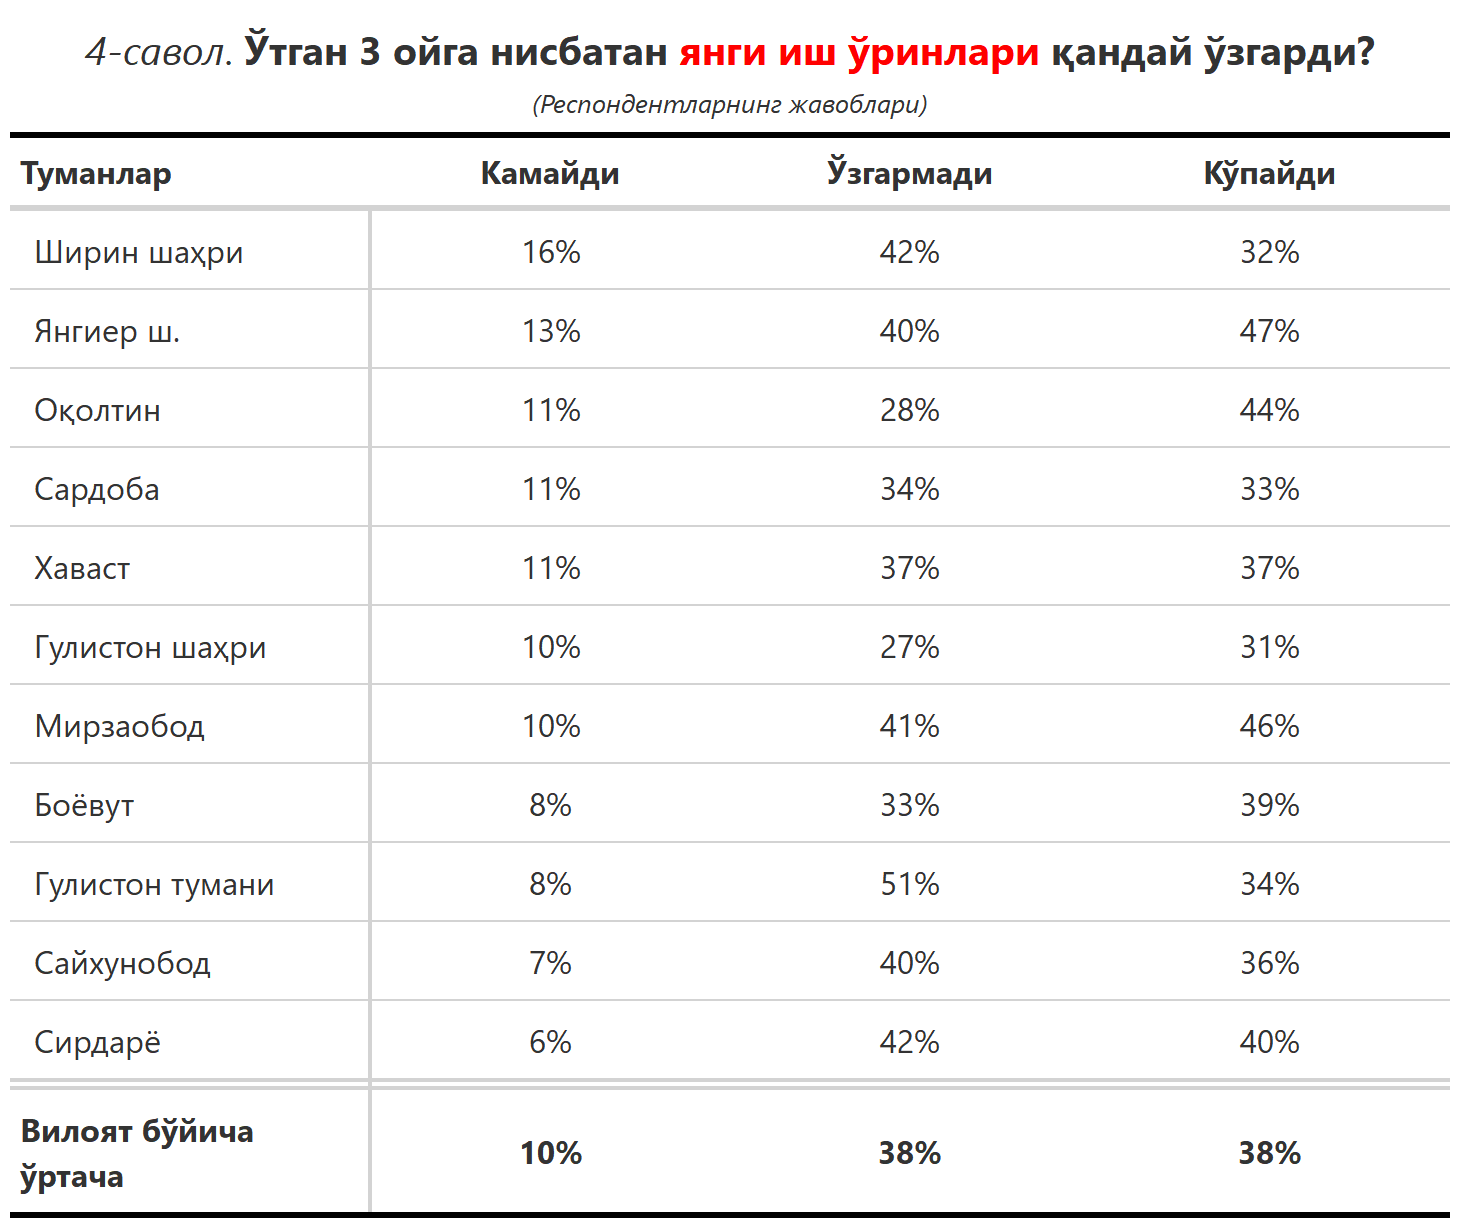 4-савол. Ўтган 3 ойга нисбатан янги иш ўринлари қандай ўзгарди?
(Респондентларнинг жавоблари)
Туманлар Камайди Ўзгармади Кўпайди
Ширин шаҳри 16% 42% 32%
Янгиер ш. 13% 40% 47%
Оқолтин 11% 28% 44%
Сардоба 11% 34% 33%
Хаваст 11% 37% 37%
Гулистон шаҳри 10% 27% 31%
Мирзаобод 10% 41% 46%
Боёвут 8% 33% 39%
Гулистон тумани 8% 51% 34%
Сайхунобод 7% 40% 36%
Сирдарё 6% 42% 40%
Вилоят бўйича
ўртача 10% 38% 38%